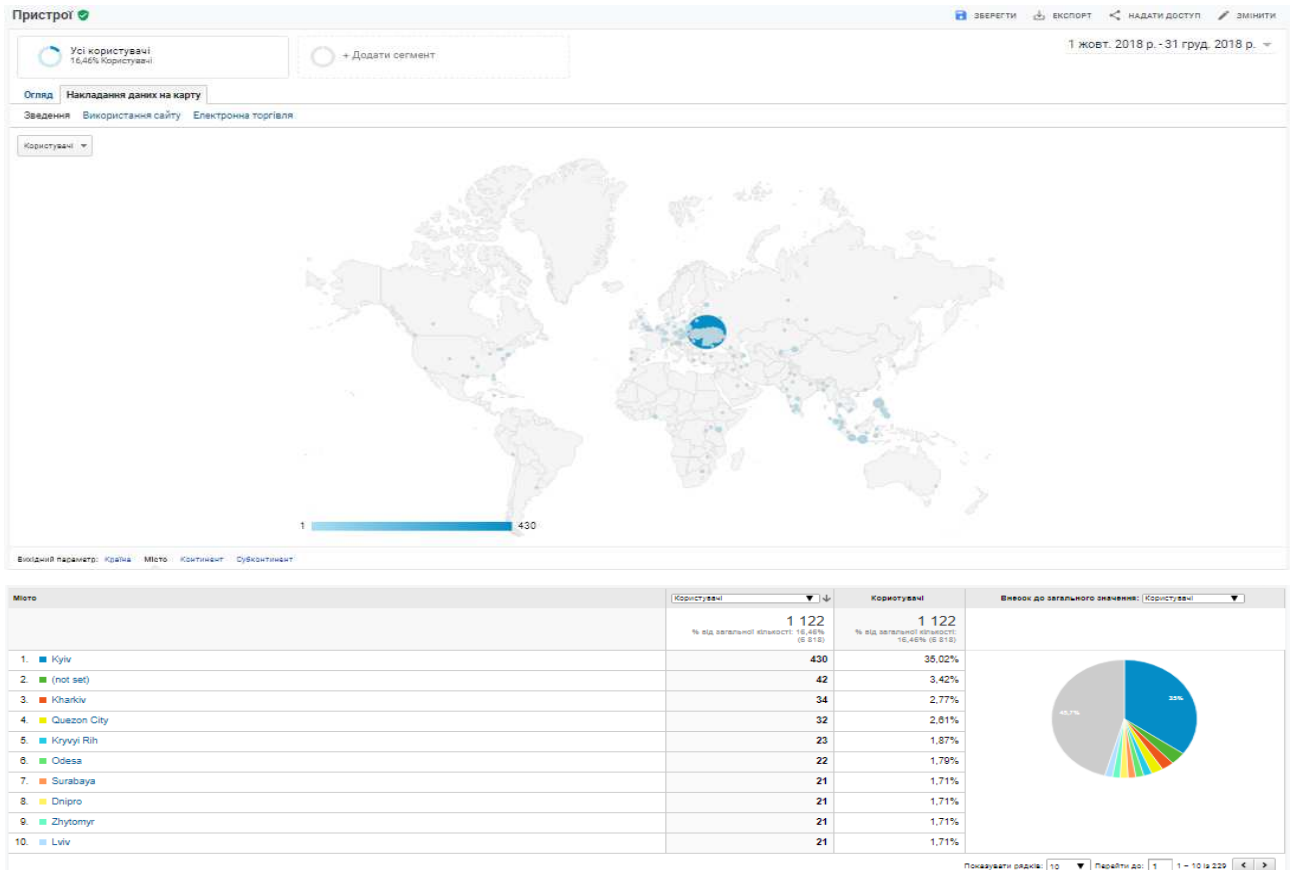 Пристрої
ЗБЕРЕГТИ ЕКСПОРТ НАДАТИ ДОСТУП ЗМІНИТИ
Усі користувачі
16,46% Користувачі
+ Додати сегмент
1 жовт. 2018 р. - 31 груд. 2018 р.
Огляд Накладання даних на карту
Зведення Використання сайту Електронна торгівля
Користувачі
1 430
Вихідний параметр: Країна Місто Континент Субконтинент
Місто Користувачі Користувачі Внесок до загального значення: Користувачі
1 122 1 122
% від загальної кількості: 16,46% % від загальної кількості:
(6 818) 16,46% (6 818)
1. Kyiv 430 35,02%
2. (not set) 42 3,42%
3. Kharkiv 34 2,77%
4. Quezon City 32 2,61%
5. Kryvyi Rih 23 1,87%
6. Odesa 22 1,79%
7. Surabaya 21 1,71%
8. Dnipro 21 1,71%
9. Zhytomyr 21 1,71%
10. Lviv 21 1,71%
35%
45,7%
Показувати рядків: 10 Перейти до: 1 1 – 10 із 229